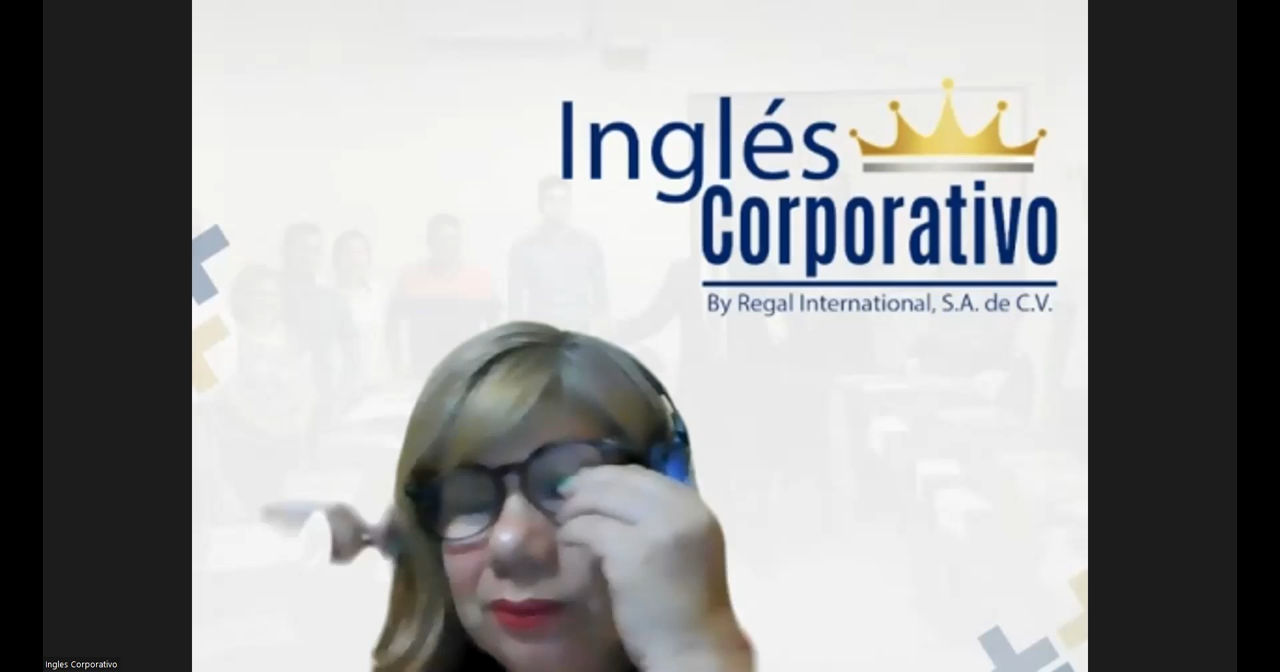 Inglés
Corporativo
By Regal International, S.A. de C.V.
Ingles Corporativo